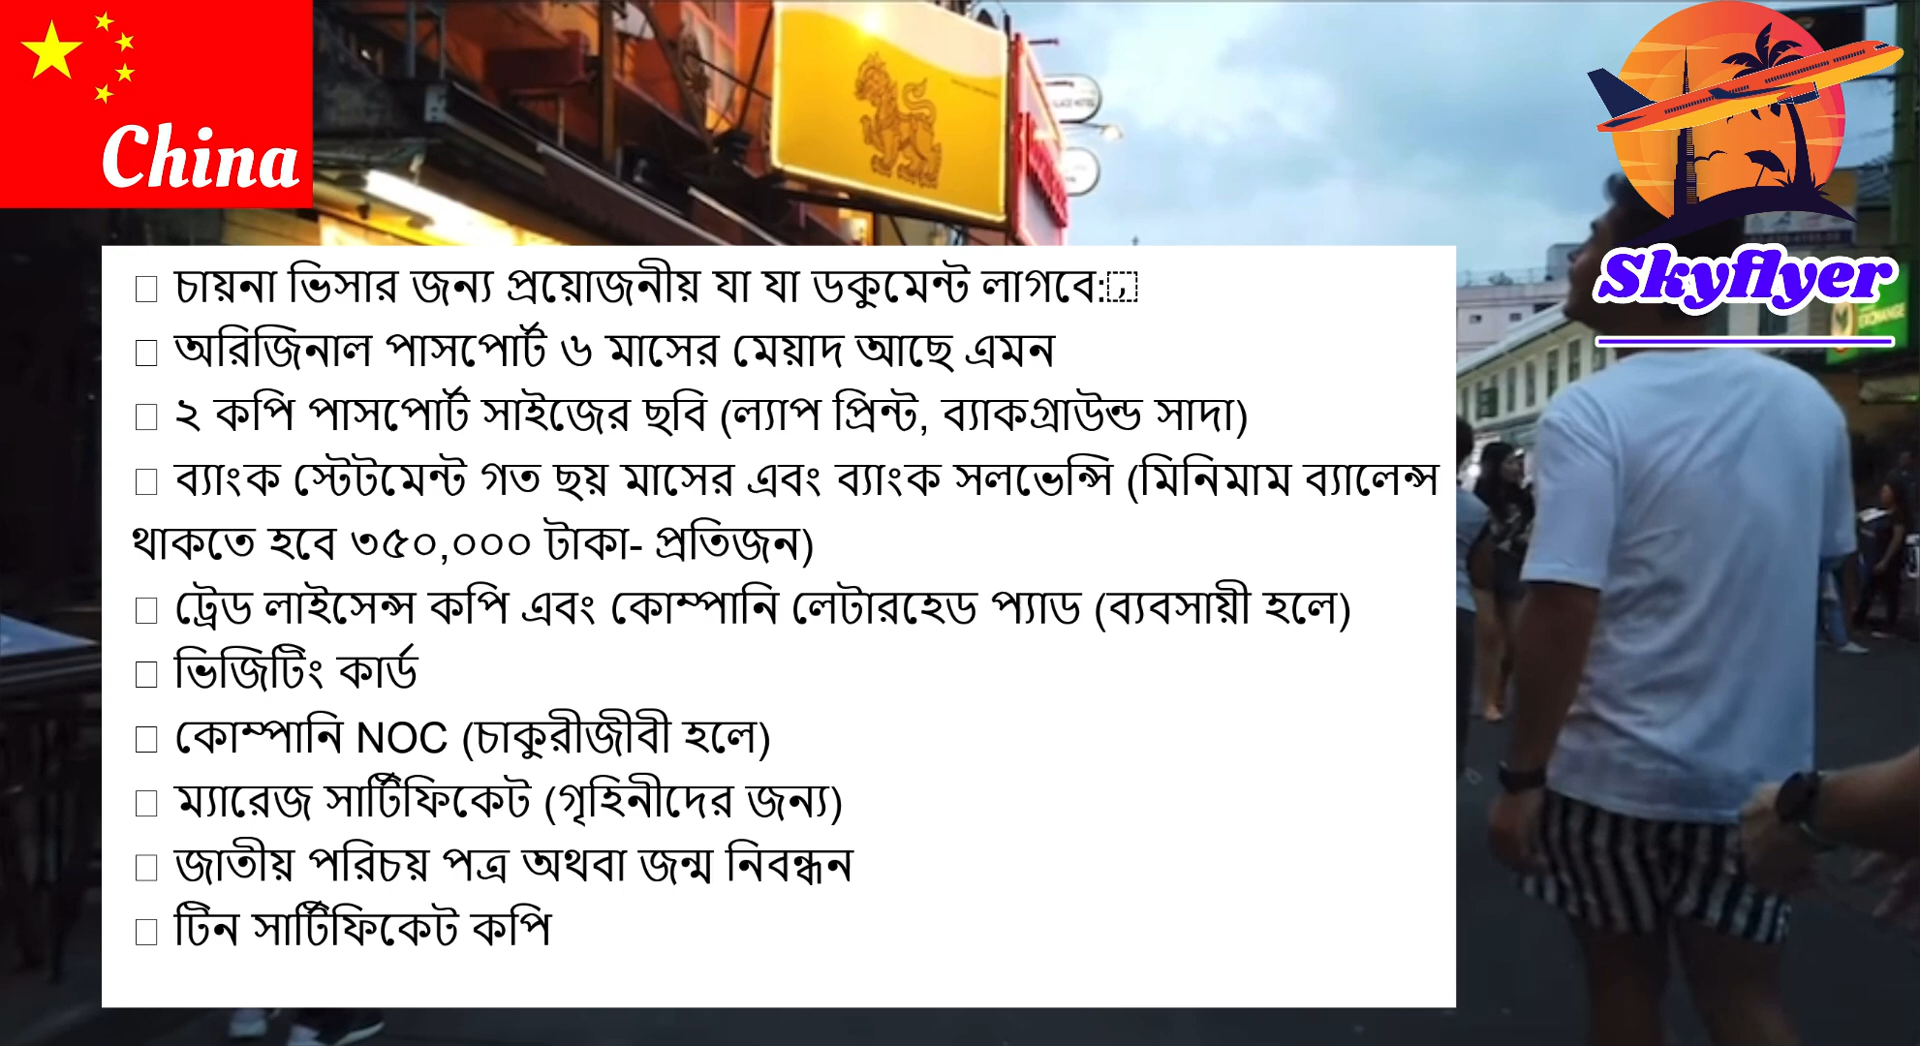 China
Skyflyer
EXCHANGE
□ চায়না ভিসার জন্য প্রয়োজনীয় যা যা ডকুমেন্ট লাগবে:
□ অরিজিনাল পাসপোর্ট ৬ মাসের মেয়াদ আছে এমন
□ ২ কপি পাসপোর্ট সাইজের ছবি (ল্যাপ প্রিন্ট, ব্যাকগ্রাউন্ড সাদা)
□ ব্যাংক স্টেটমেন্ট গত ছয় মাসের এবং ব্যাংক সলভেন্সি (মিনিমাম ব্যালেন্স
থাকতে হবে ৩৫০,০০০ টাকা- প্রতিজন)
□ ট্রেড লাইসেন্স কপি এবং কোম্পানি লেটারহেড প্যাড (ব্যবসায়ী হলে)
□ ভিজিটিং কার্ড
□ কোম্পানি NOC (চাকুরীজীবী হলে)
□ ম্যারেজ সার্টিফিকেট (গৃহিনীদের জন্য)
□ জাতীয় পরিচয় পত্র অথবা জন্ম নিবন্ধন
□ টিন সার্টিফিকেট কপি